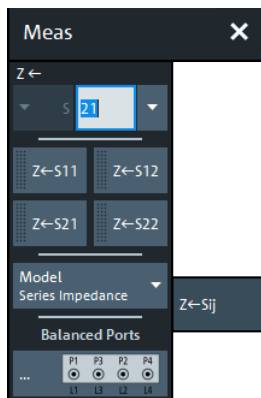 Meas
Z←
S 21
Z←S11 Z←S12
Z←S21 Z←S22
Model
Series Impedance
Z←Sij
Balanced Ports
...
P1 P3 P2 P4
L1 L3 L2 L4